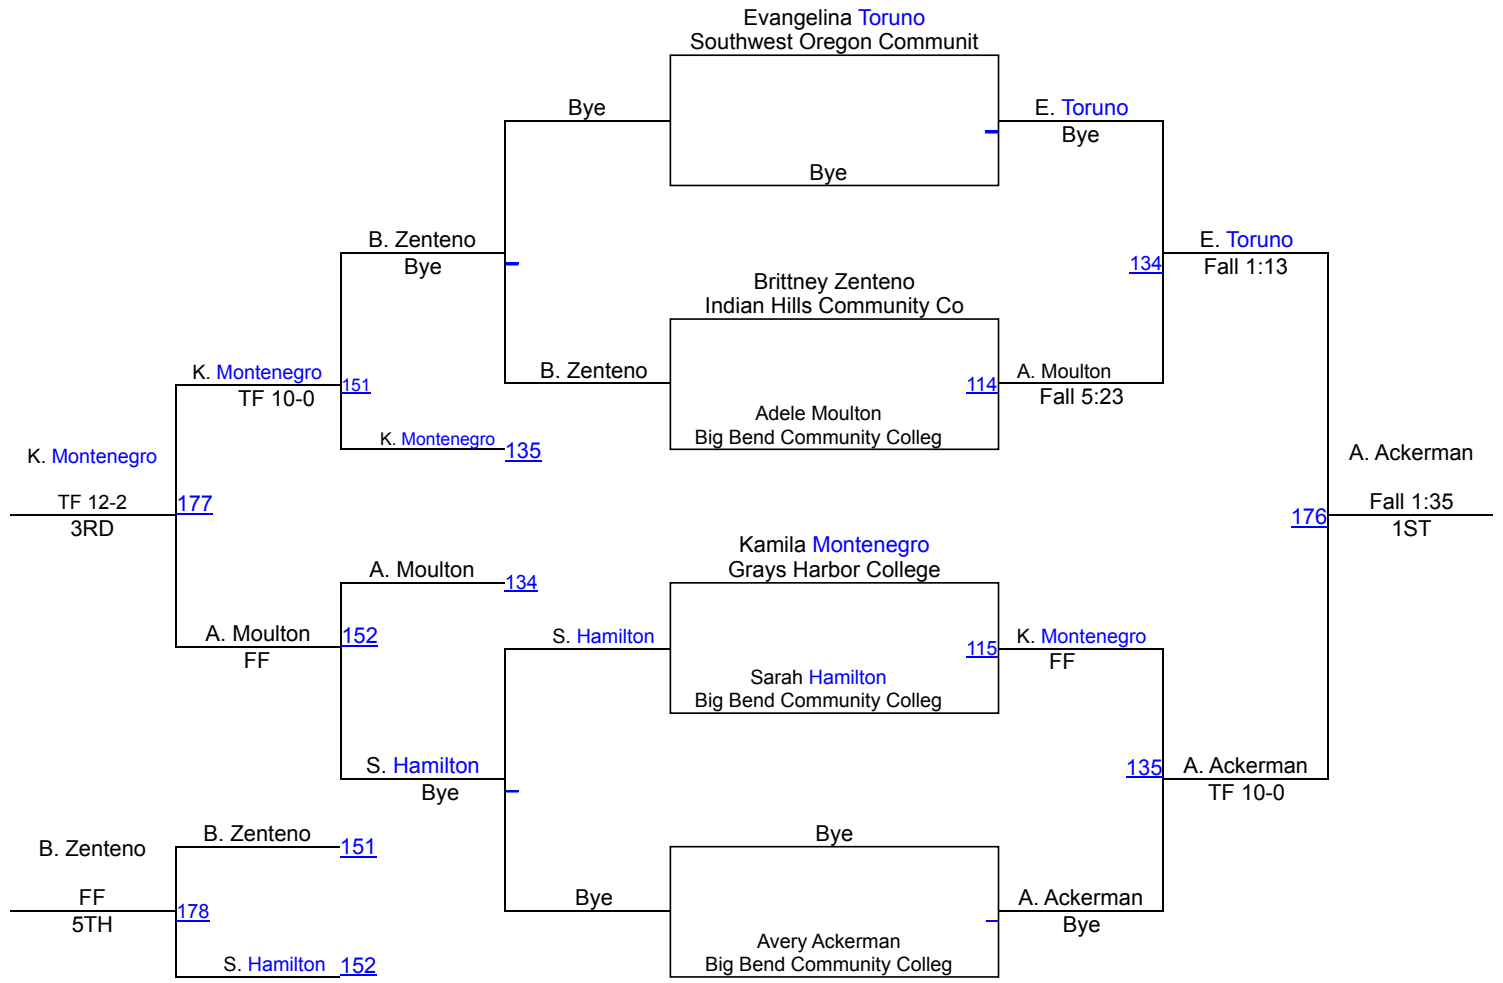 Evangelina Toruno
Southwest Oregon Communit
Bye
E. Toruno
Bye
Bye
B. Zenteno
Bye
E. Toruno
134
Fall 1:13
Brittney Zenteno
Indian Hills Community Co
K. Montenegro
151
TF 10-0
B. Zenteno
114
A. Moulton
Fall 5:23
Adele Moulton
Big Bend Community Colleg
K. Montenegro
135
K. Montenegro
TF 12-2
177
3RD
A. Ackerman
Fall 1:35
176
1ST
Kamila Montenegro
Grays Harbor College
A. Moulton
134
A. Moulton
152
FF
S. Hamilton
115
K. Montenegro
FF
Sarah Hamilton
Big Bend Community Colleg
S. Hamilton
Bye
135
A. Ackerman
TF 10-0
B. Zenteno
B. Zenteno
151
Bye
FF
178
5TH
Bye
A. Ackerman
Bye
Avery Ackerman
Big Bend Community Colleg
S. Hamilton
152